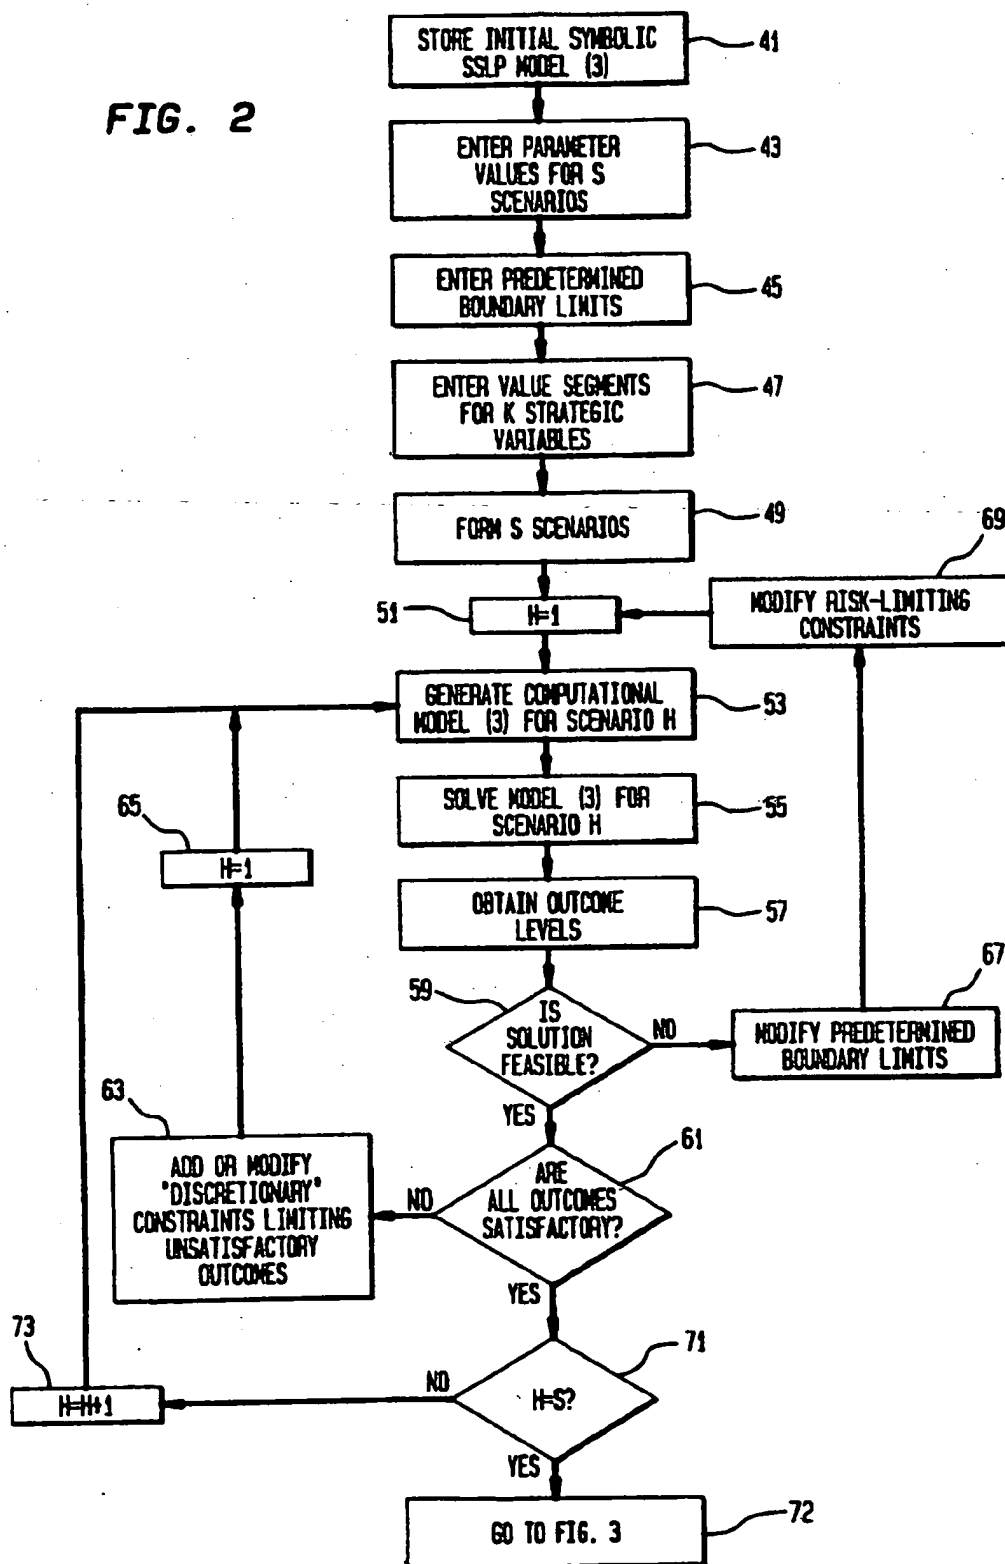 FIG. 2
STORE INITIAL SYMBOLIC
SSLP MODEL (3)
41
ENTER PARAMETER
VALUES FOR S
SCENARIOS
43
ENTER PREDETERMINED
BOUNDARY LIMITS
45
ENTER VALUE SEGMENTS
FOR K STRATEGIC
VARIABLES
47
FORM S SCENARIOS
49
51
H=1
MODIFY RISK-LIMITING
CONSTRAINTS
69
GENERATE COMPUTATIONAL
MODEL (3) FOR SCENARIO H
53
SOLVE MODEL (3) FOR
SCENARIO H
55
65
H=1
OBTAIN OUTCOME
LEVELS
57
59
IS
SOLUTION
FEASIBLE?
NO
YES
MODIFY PREDETERMINED
BOUNDARY LIMITS
67
63
ADD OR MODIFY
"DISCRETIONARY"
CONSTRAINTS LIMITING
UNSATISFACTORY
OUTCOMES
NO
ARE
ALL OUTCOMES
SATISFACTORY?
61
YES
73
H=H+1
NO
H=S?
71
YES
GO TO FIG. 3
72